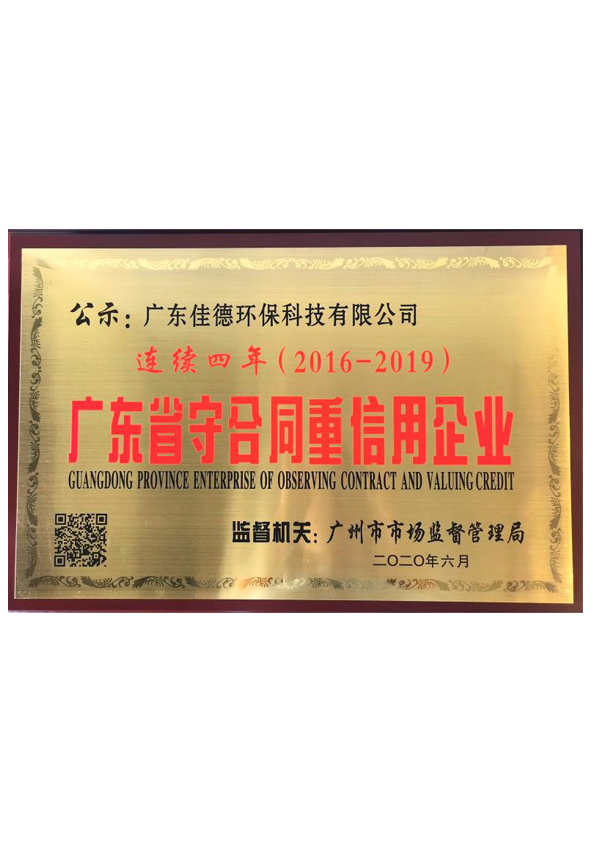 公示：广东佳德环保科技有限公司
连续四年（2016-2019）
广东省守合同重信用企业
GUANGDONG PROVINCE ENTERPRISE OF OBSERVING CONTRACT AND VALUING CREDIT
监督机关：广州市市场监督管理局
二〇二〇年六月